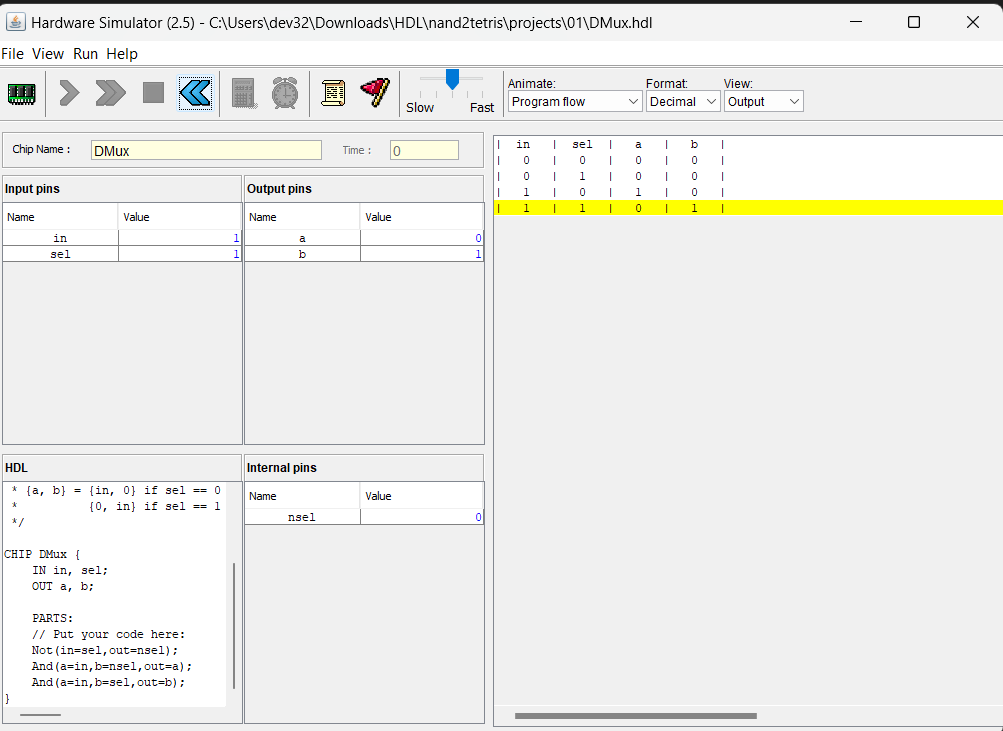 Hardware Simulator (2.5) - C:\Users\dev32\Downloads\HDL\nand2tetris\projects\01\DMux.hdl
File View Run Help
Slow Fast
Animate: Format: View:
Program flow Decimal Output
Chip Name : DMux Time : 0
Input pins
Name Value
in 1
sel 1
Output pins
Name Value
a 0
b 1
HDL
* {a, b} = {in, 0} if sel == 0
* {0, in} if sel == 1
*/
CHIP DMux {
IN in, sel;
OUT a, b;
PARTS:
// Put your code here:
Not(in=sel,out=nsel);
And(a=in,b=nsel,out=a);
And(a=in,b=sel,out=b);
}
Internal pins
Name Value
nsel 0
| in | sel | a | b |
| 0 | 0 | 0 | 0 |
| 0 | 1 | 0 | 0 |
| 1 | 0 | 1 | 0 |
| 1 | 1 | 0 | 1 |